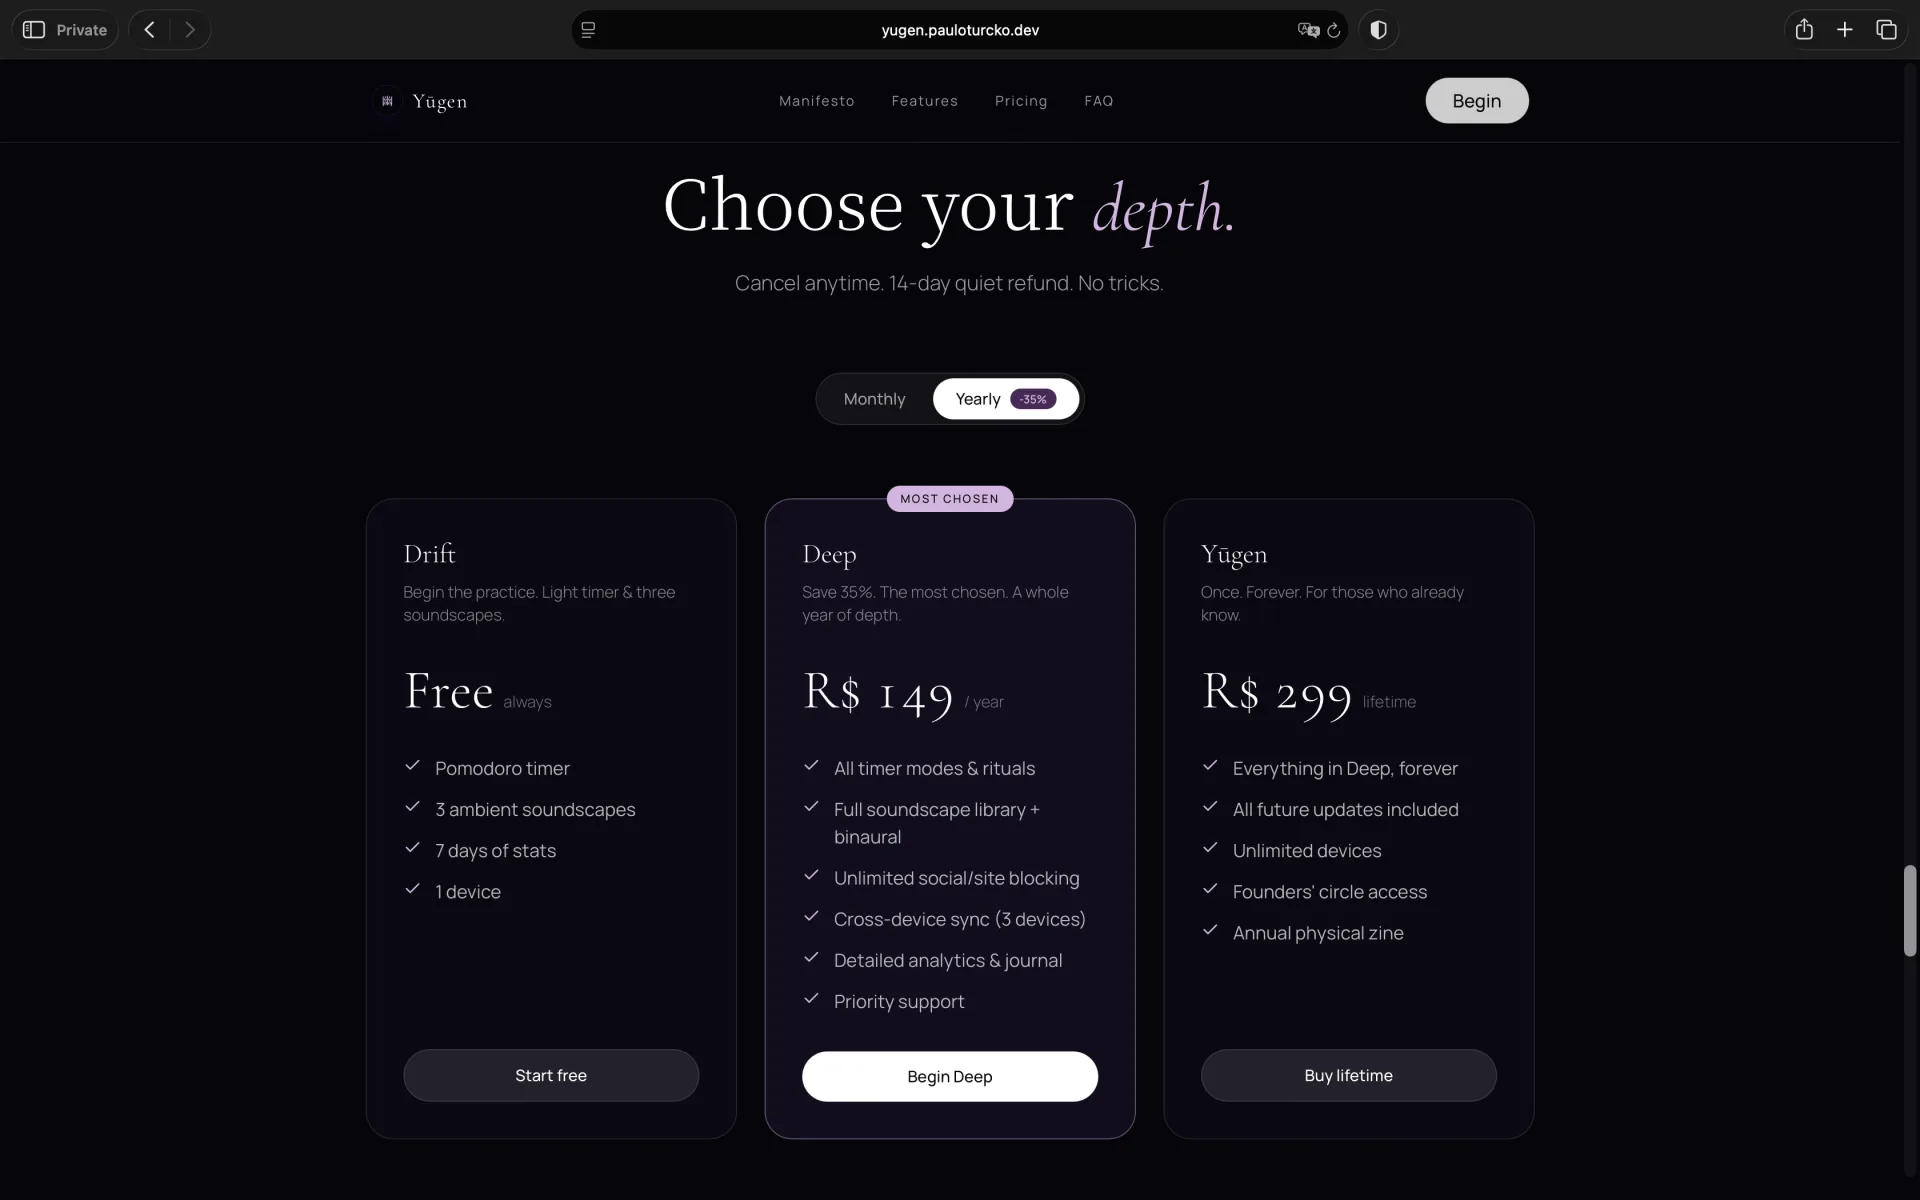 Private
yugen.pauloturcko.dev
Yūgen
Manifesto
Features
Pricing
FAQ
Begin
Choose your depth.
Cancel anytime. 14-day quiet refund. No tricks.
Monthly
Yearly -35%
Drift
Begin the practice. Light timer & three
soundscapes.
Free always
Pomodoro timer
3 ambient soundscapes
7 days of stats
1 device
Start free
MOST CHOSEN
Deep
Save 35%. The most chosen. A whole
year of depth.
R$ 149 / year
All timer modes & rituals
Full soundscape library +
binaural
Unlimited social/site blocking
Cross-device sync (3 devices)
Detailed analytics & journal
Priority support
Begin Deep
Yūgen
Once. Forever. For those who already
know.
R$ 299 lifetime
Everything in Deep, forever
All future updates included
Unlimited devices
Founders' circle access
Annual physical zine
Buy lifetime